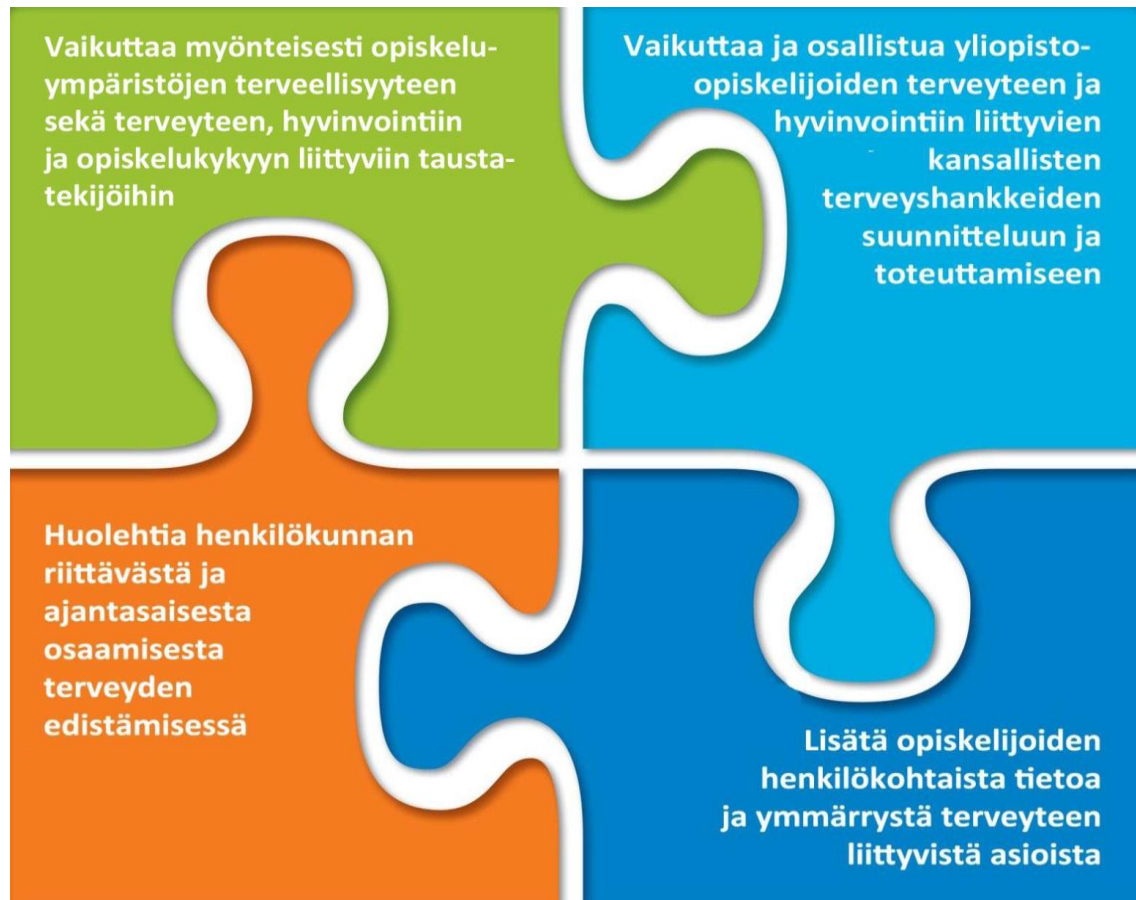 Vaikuttaa myönteisesti opiskelu-
ympäristöjen terveellisyyteen
sekä terveyteen, hyvinvointiin
ja opiskelukykyyn liittyviin tausta-
tekijöihin
Vaikuttaa ja osallistua yliopisto-
opiskelijoiden terveyteen ja
hyvinvointiin liittyvien
kansallisten
terveyshankkeiden
suunnitteluun ja
toteuttamiseen
Huolehtia henkilökunnan
riittävästä ja
ajantasaisesta
osaamisesta
terveyden
edistämisessä
Lisätä opiskelijoiden
henkilökohtaista tietoa
ja ymmärrystä terveyteen
liittyvistä asioista